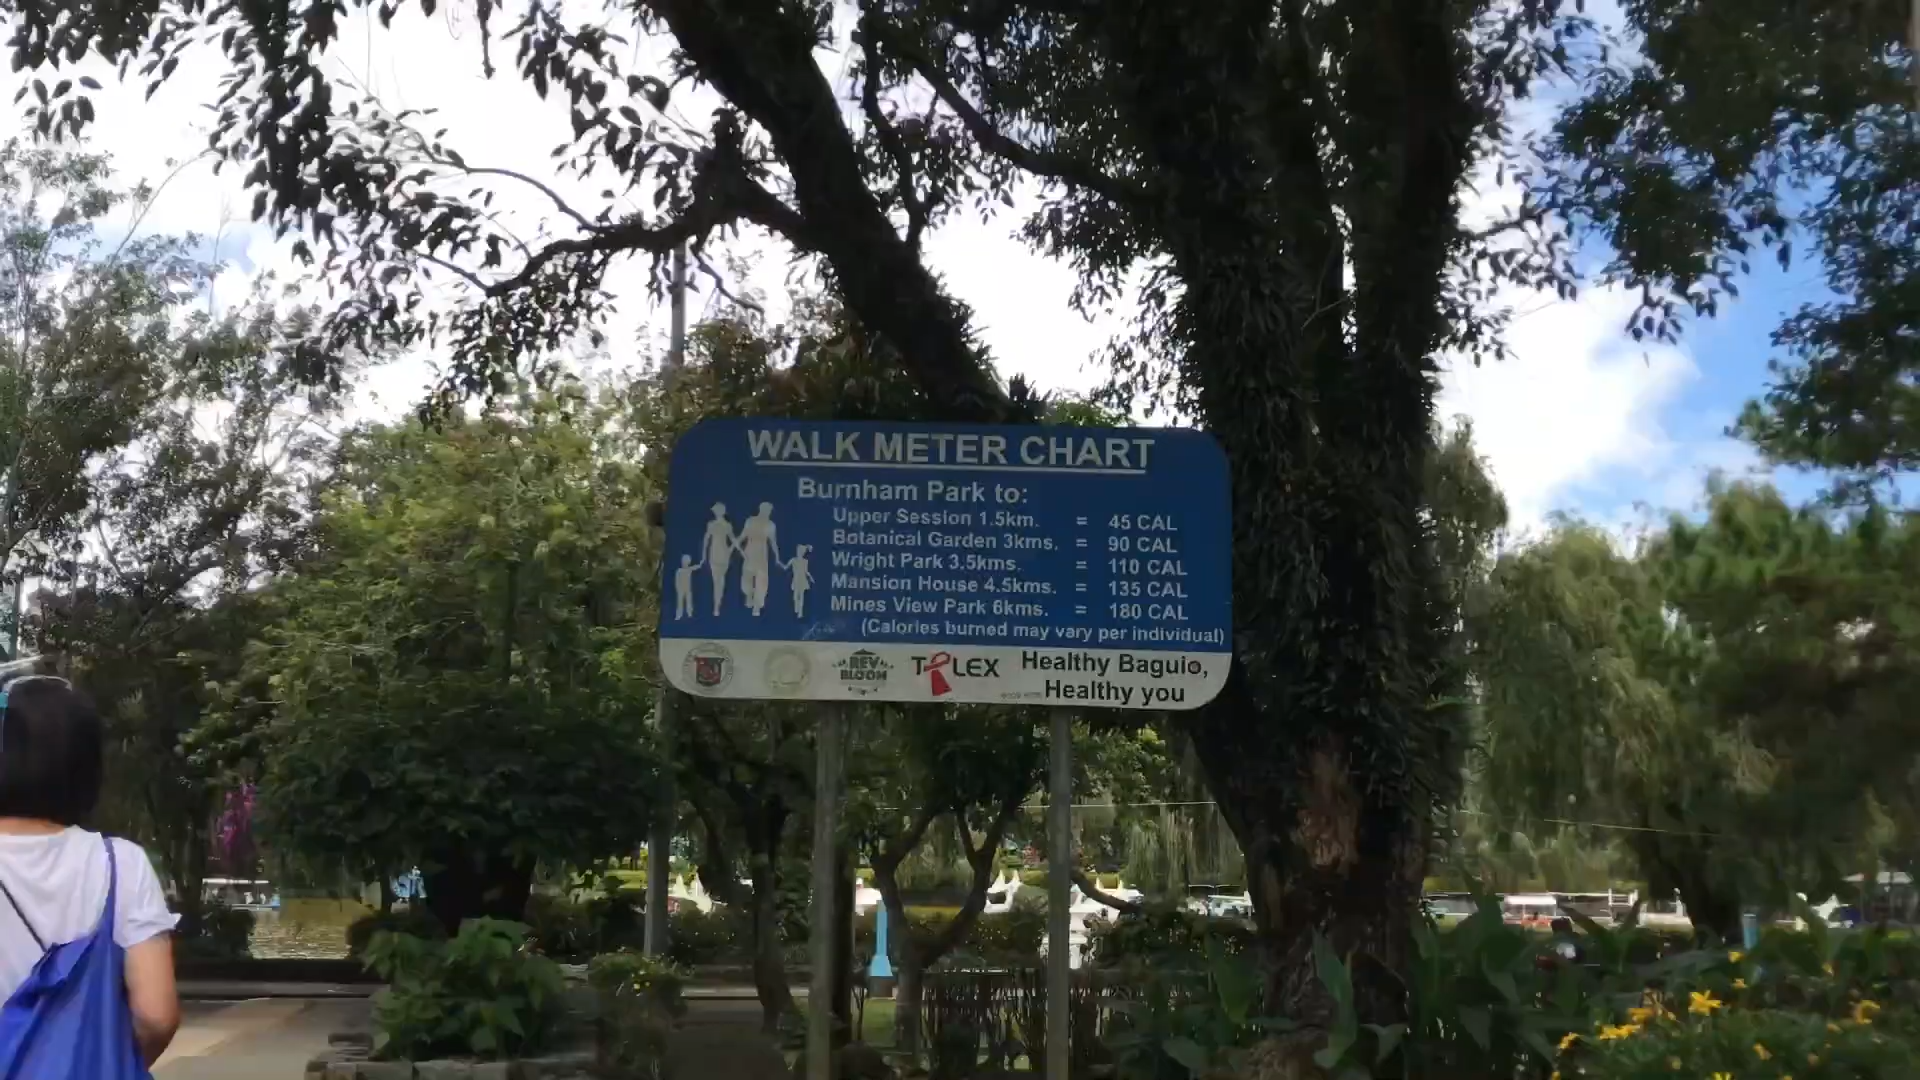 WALK METER CHART
Burnham Park to:
Upper Session 1.5km. = 45 CAL
Botanical Garden 3kms. = 90 CAL
Wright Park 3.5kms. = 110 CAL
Mansion House 4.5kms. = 135 CAL
Mines View Park 6kms. = 180 CAL
(Calories burned may vary per individual)
REV
BLOOM
TLEX
Healthy Baguio,
Healthy you